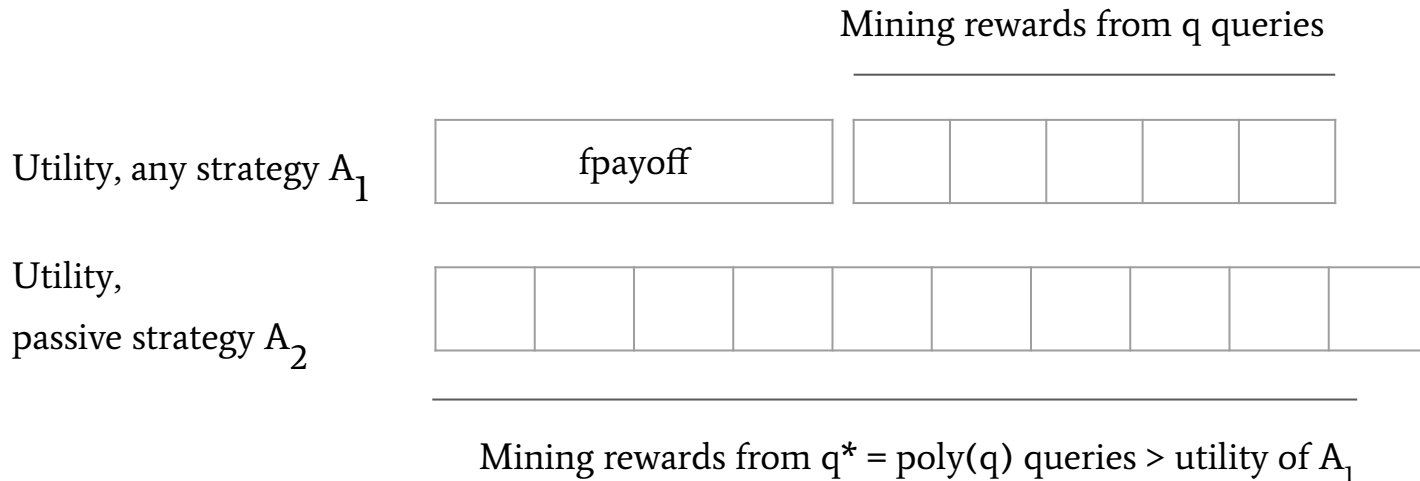 Mining rewards from q queries
Utility, any strategy A1
fpayoff
Utility,
passive strategy A2
Mining rewards from q* = poly(q) queries > utility of A1